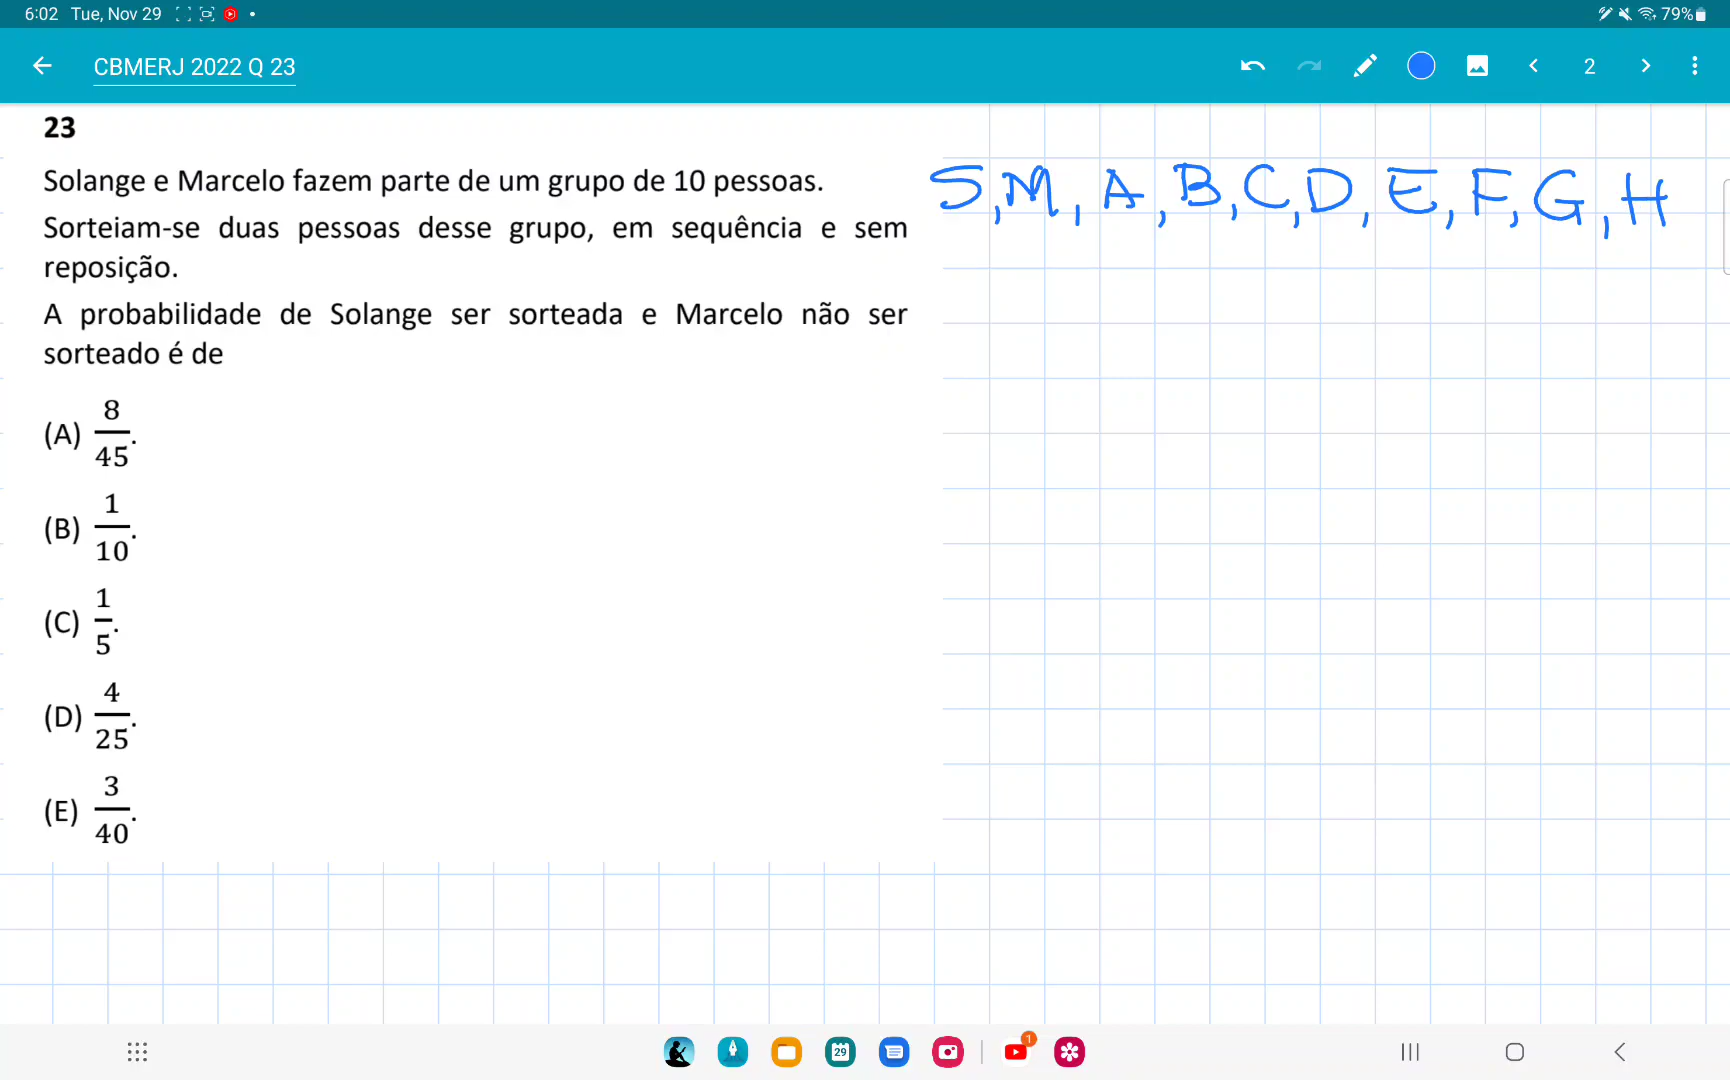 6:02 Tue, Nov 29 79%
CBMERJ 2022 Q 23
2
23
Solange e Marcelo fazem parte de um grupo de 10 pessoas.
Sorteiam-se duas pessoas desse grupo, em sequência e sem
reposição.
A probabilidade de Solange ser sorteada e Marcelo não ser
sorteado é de
(A) 8/45.
(B) 1/10.
(C) 1/5.
(D) 4/25.
(E) 3/40.
S, M, A, B, C, D, E, F, G, H
29
1